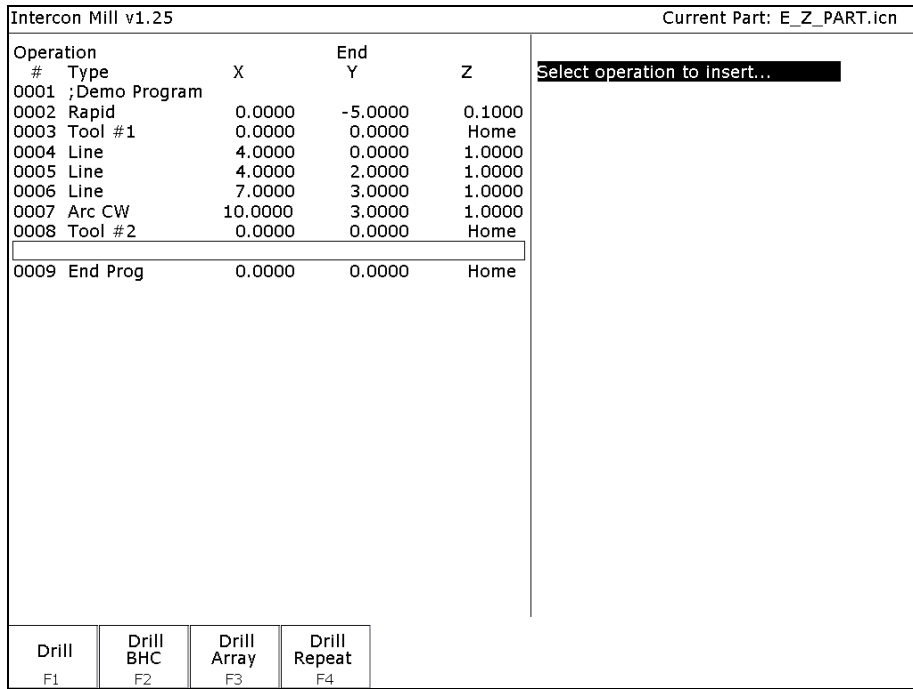 Intercon Mill v1.25 Current Part: E_Z_PART.icn
Operation End
# Type X Y Z Select operation to insert...
0001 ;Demo Program
0002 Rapid 0.0000 -5.0000 0.1000
0003 Tool #1 0.0000 0.0000 Home
0004 Line 4.0000 0.0000 1.0000
0005 Line 4.0000 2.0000 1.0000
0006 Line 7.0000 3.0000 1.0000
0007 Arc CW 10.0000 3.0000 1.0000
0008 Tool #2 0.0000 0.0000 Home
0009 End Prog 0.0000 0.0000 Home
Drill
F1
Drill
BHC
F2
Drill
Array
F3
Drill
Repeat
F4